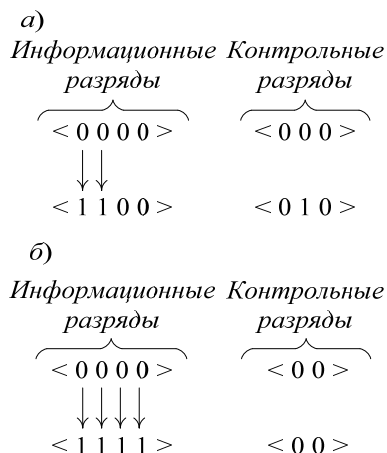 а)
Информационные Контрольные
разряды разряды
< 0 0 0 0 > < 0 0 0 >
< 1 1 0 0 > < 0 1 0 >
б)
Информационные Контрольные
разряды разряды
< 0 0 0 0 > < 0 0 >
< 1 1 1 1 > < 0 0 >